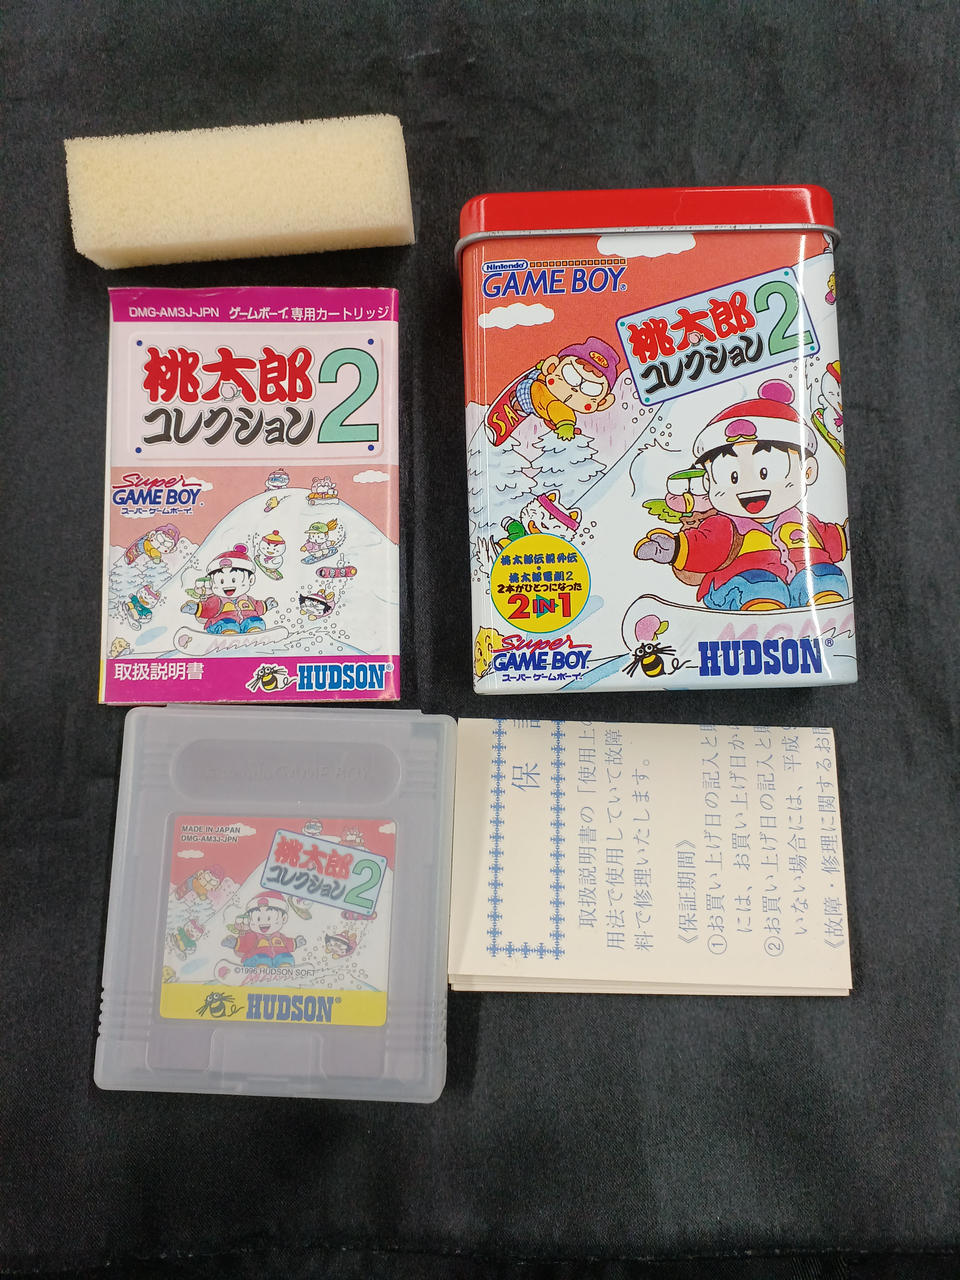 DMG-AM3J-JPN ゲームボーイ専用カートリッジ
桃太郎
コレクション2
Super
GAME BOY
スーパーゲームボーイ
取扱説明書
HUDSON
Nintendo
GAME BOY
桃太郎
コレクション2
桃太郎伝説外伝
桃太郎電劇2
2本がひとつになった
2IN1
Super
GAME BOY
スーパーゲームボーイ
HUDSON
MADE IN JAPAN
DMG-AM3J-JPN
桃太郎
コレクション2
©1996 HUDSON SOFT
HUDSON
保
取扱説明書の「使用上の
用法で使用していて故障
料で修理いたします。
《保証期間》
①お買い上げ日の記入と
には、お買い上げ日から
②お買い上げ日の記入と
いない場合には、平成
《故障・修理に関するお